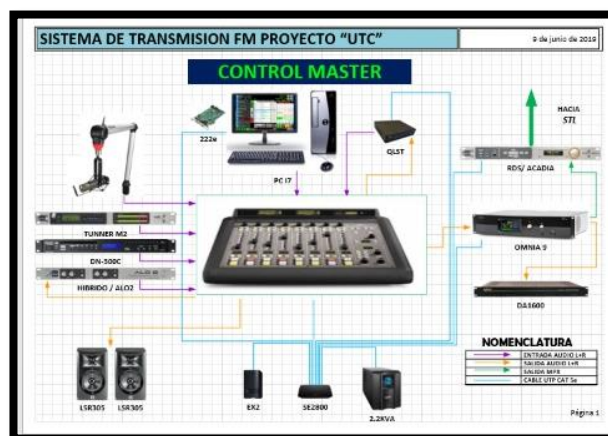 SISTEMA DE TRANSMISION FM PROYECTO “UTC”
9 de junio de 2019
CONTROL MASTER
222e
PC i7
QLST
HACIA
STL
RDS/ ACADIA
TUNNER M2
DN-500C
HIBRIDO / ALO2
OMNIA 9
DA1600
LSR305
LSR305
EX2
SE2800
2.2KVA
NOMENCLATURA
ENTRADA AUDIO L+R
SALIDA AUDIO L+R
SALIDA MPX
CABLE UTP CAT 5e
Página 1